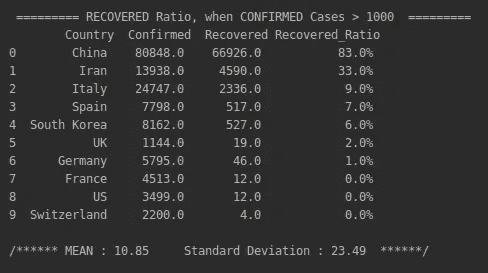 ========= RECOVERED Ratio, when CONFIRMED Cases > 1000 =========
Country Confirmed Recovered Recovered_Ratio
0 China 80848.0 66926.0 83.0%
1 Iran 13938.0 4590.0 33.0%
2 Italy 24747.0 2336.0 9.0%
3 Spain 7798.0 517.0 7.0%
4 South Korea 8162.0 527.0 6.0%
5 UK 1144.0 19.0 2.0%
6 Germany 5795.0 46.0 1.0%
7 France 4513.0 12.0 0.0%
8 US 3499.0 12.0 0.0%
9 Switzerland 2200.0 4.0 0.0%
/****** MEAN : 10.85 Standard Deviation : 23.49 ******/